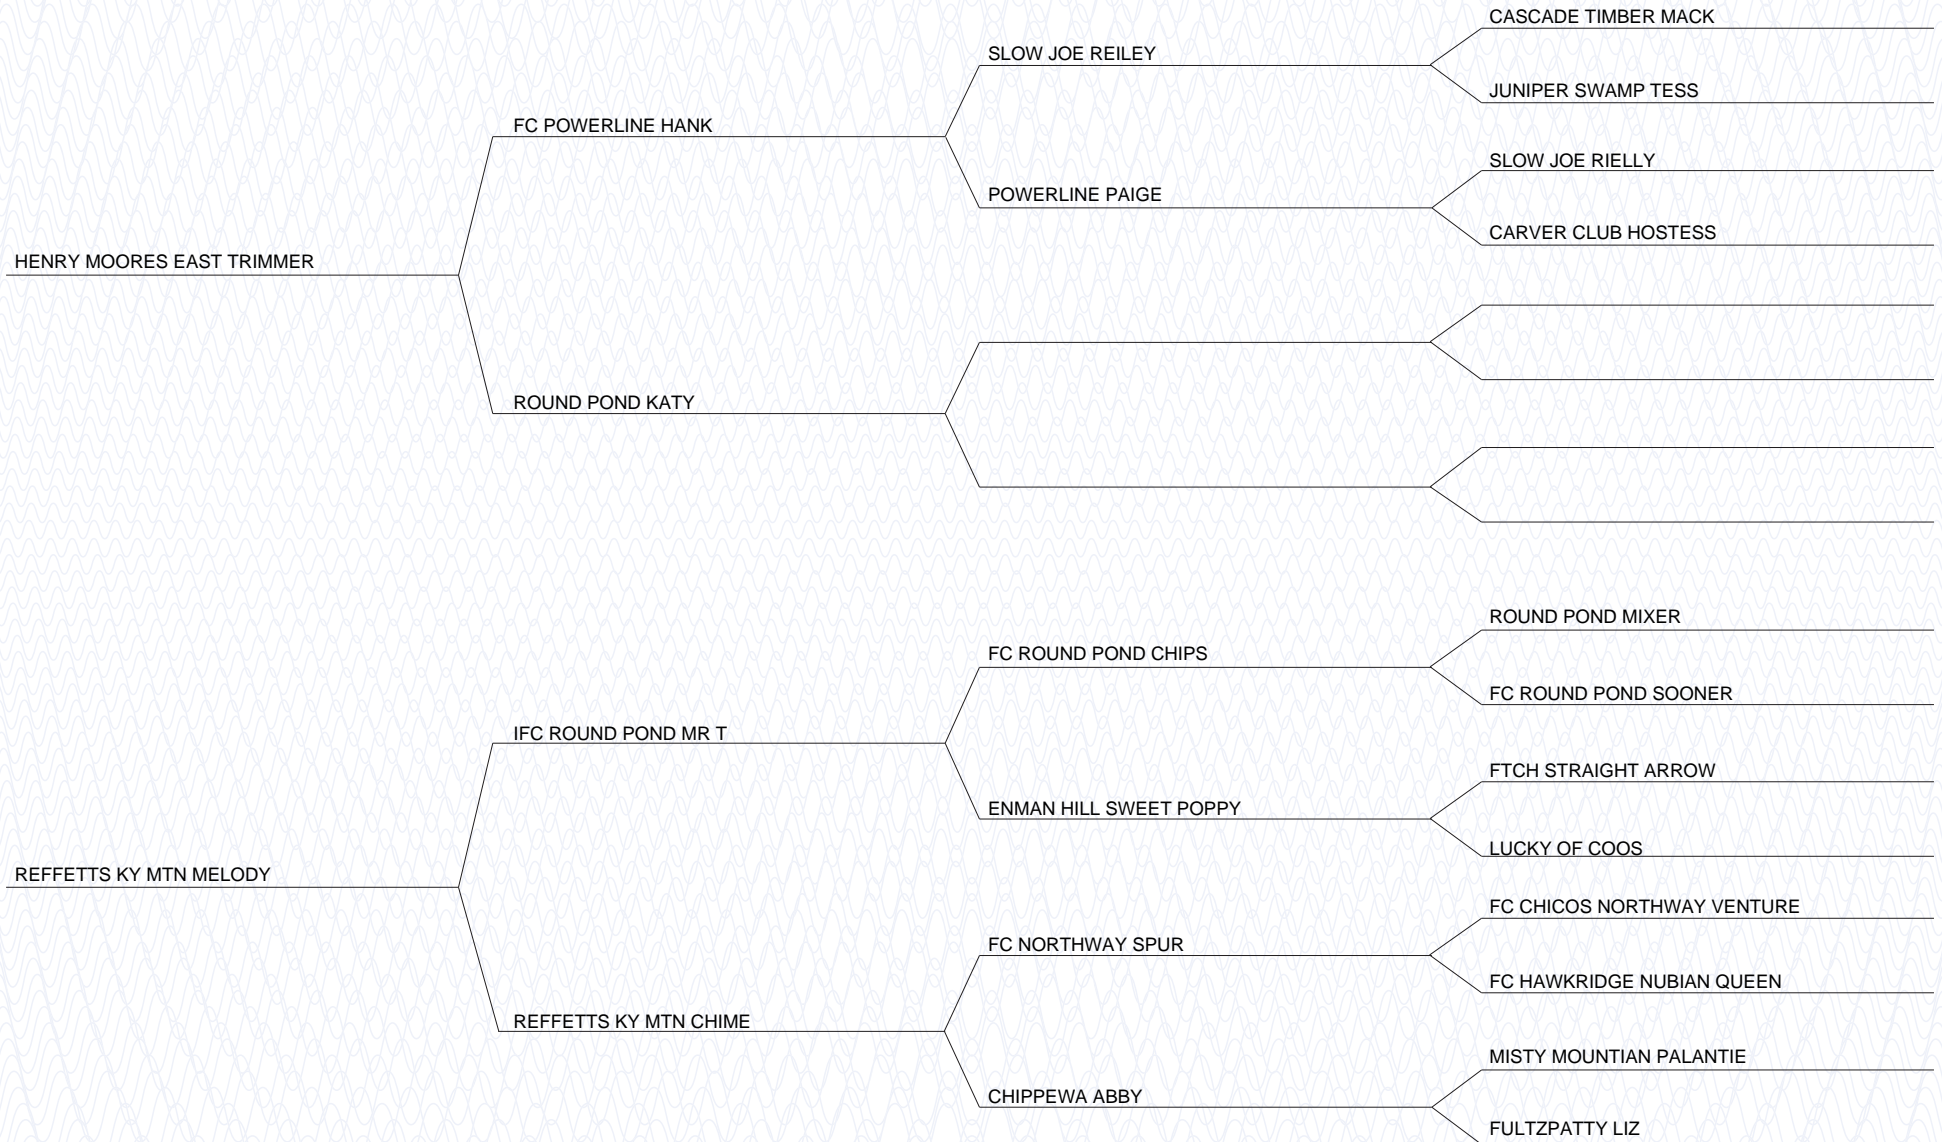 CASCADE TIMBER MACK
SLOW JOE REILEY
JUNIPER SWAMP TESS
FC POWERLINE HANK
SLOW JOE RIELLY
POWERLINE PAIGE
CARVER CLUB HOSTESS
HENRY MOORES EAST TRIMMER
ROUND POND KATY
ROUND POND MIXER
FC ROUND POND CHIPS
FC ROUND POND SOONER
IFC ROUND POND MR T
FTCH STRAIGHT ARROW
ENMAN HILL SWEET POPPY
LUCKY OF COOS
REFFETTS KY MTN MELODY
FC CHICOS NORTHWAY VENTURE
FC NORTHWAY SPUR
FC HAWKRIDGE NUBIAN QUEEN
REFFETTS KY MTN CHIME
MISTY MOUNTIAN PALANTIE
CHIPPEWA ABBY
FULTZPATTY LIZ